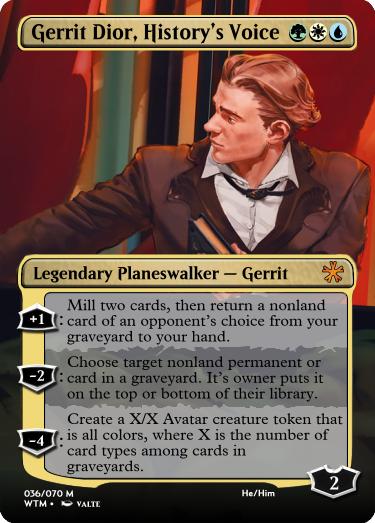 Gerrit Dior, History's Voice
Legendary Planeswalker — Gerrit
+1: Mill two cards, then return a nonland
card of an opponent's choice from your
graveyard to your hand.
-2: Choose target nonland permanent
or card in a graveyard. It's owner puts it
on the top or bottom of their library.
-4: Create a X/X Avatar creature token that
is all colors, where X is the number of
card types among cards in
graveyards.
2
036/070 M
He/Him
WTM • VALTE